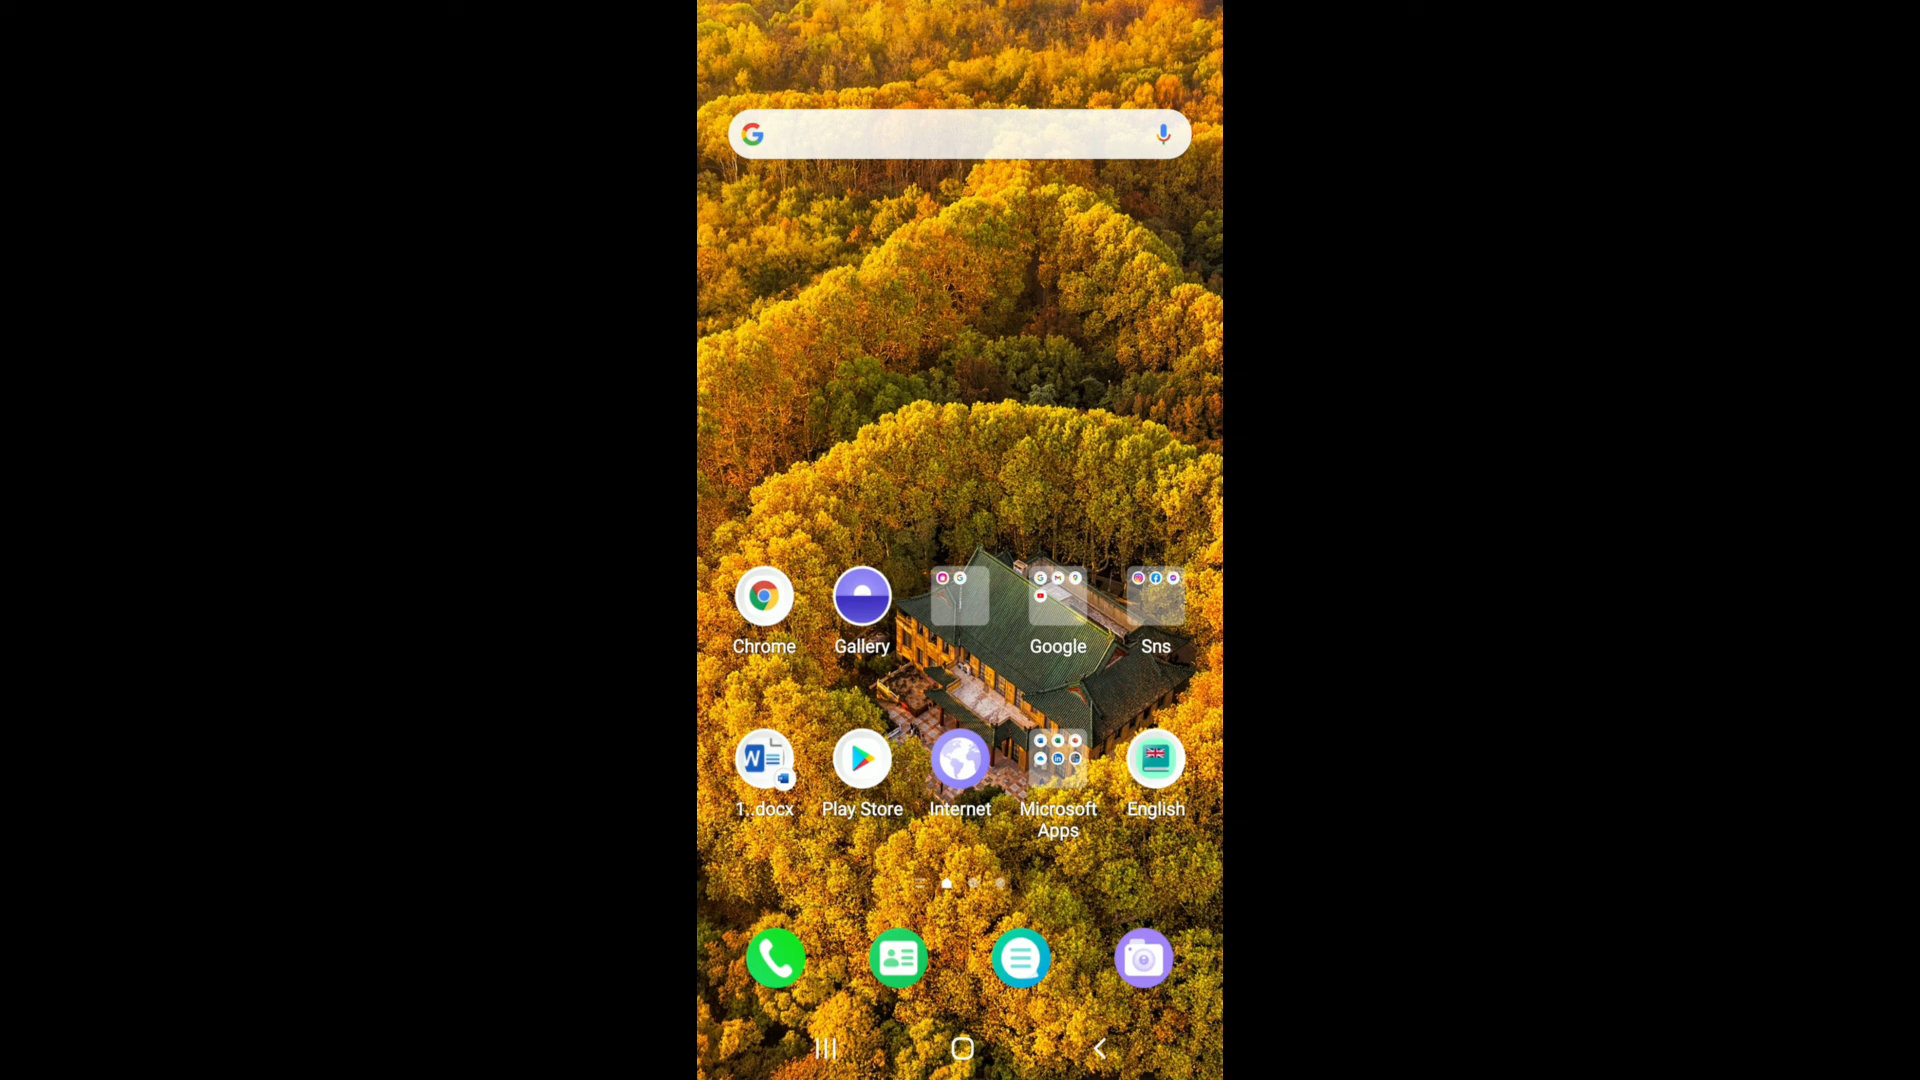 Chrome
Gallery
Google
Sns
1..docx
Play Store
Internet
Microsoft
Apps
English